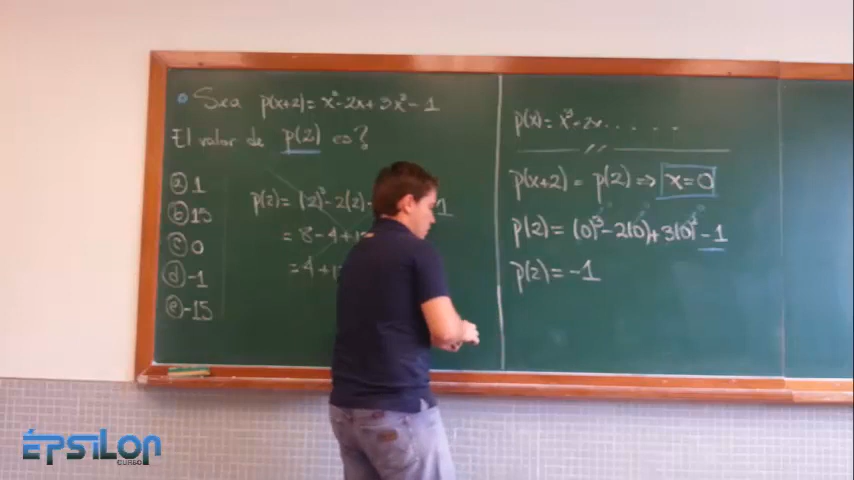 Sea p(x+2) = x³-2x+3x²-1
El valor de p(2) es?
a) 1
b) 15
c) 0
d) -1
e) -15
p(2) = (2)³-2(2)- 1
= 8-4+1
= 4+1
p(x) = x³-2x.....
p(x+2) = p(2) ⇒ x=0
p(2) = (0)³-2(0)+3(0)²-1
p(2) = -1
ÉPSILON
CURSO